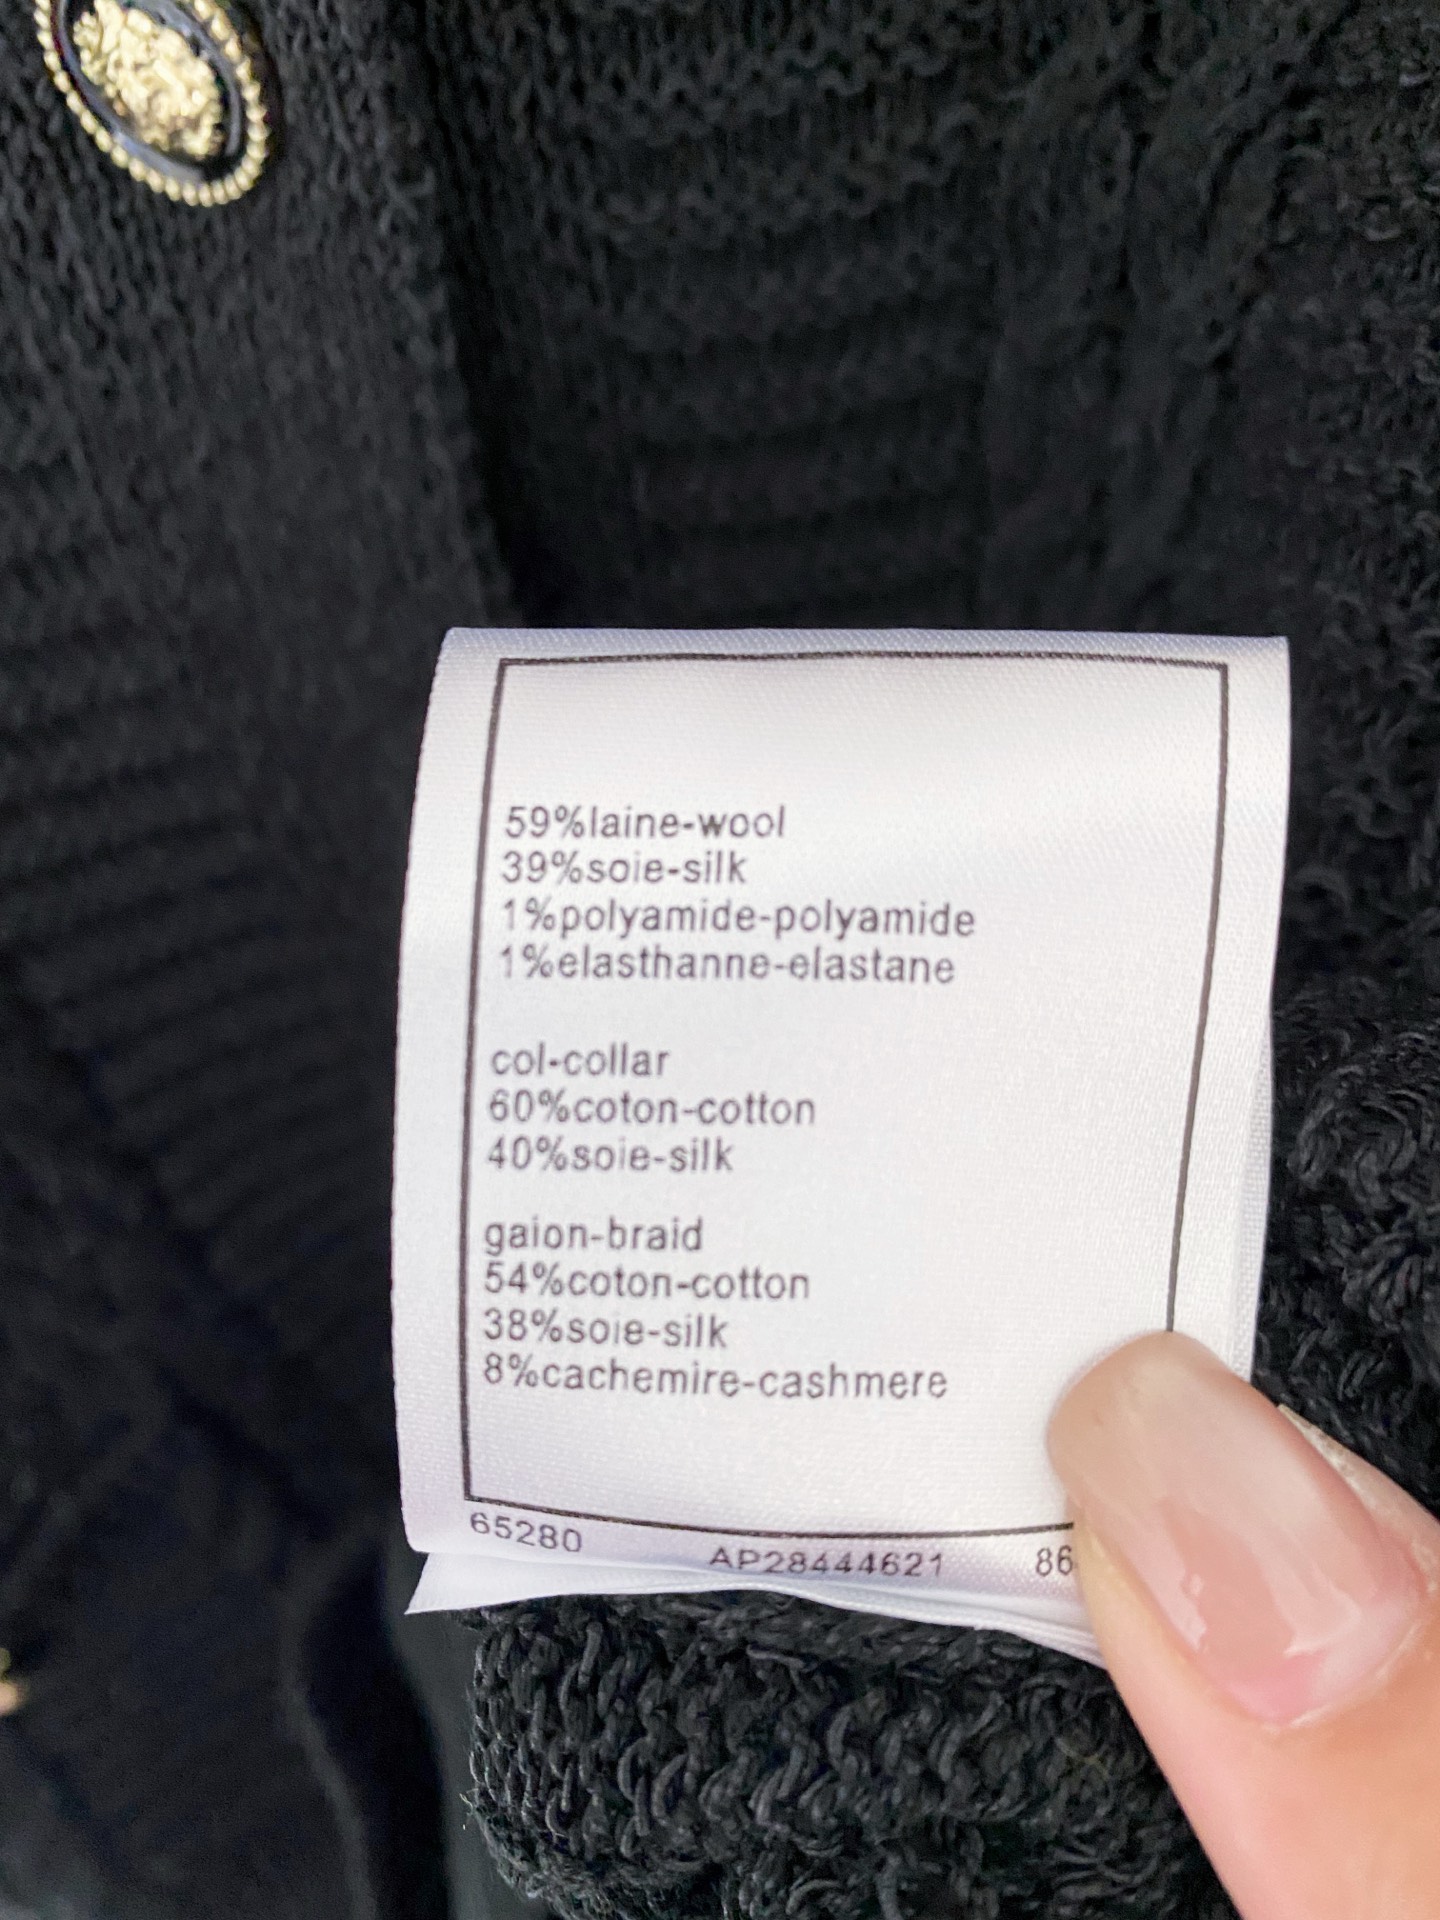 59%laine-wool
39%soie-silk
1%polyamide-polyamide
1%elasthanne-elastane
col-collar
60%coton-cotton
40%soie-silk
gaion-braid
54%coton-cotton
38%soie-silk
8%cachemire-cashmere
65280 AP28444621 86